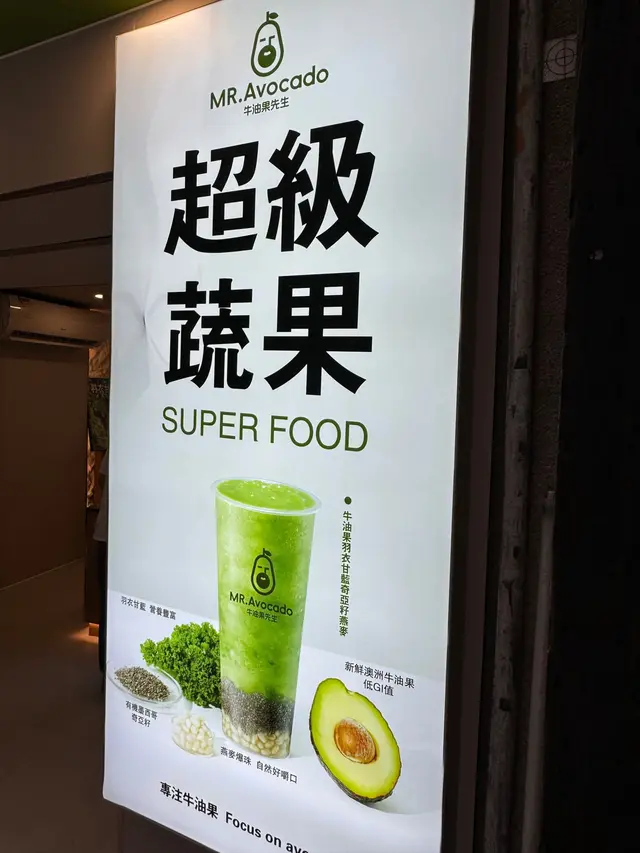 MR.Avocado
牛油果先生
超級
蔬果
SUPER FOOD
牛油果羽衣甘藍奇亞籽燕麥
MR.Avocado
牛油果先生
羽衣甘藍 營養豐富
新鮮澳洲牛油果
低GI值
有機墨西哥
奇亞籽
燕麥爆珠 自然好嚼口
專注牛油果 Focus on